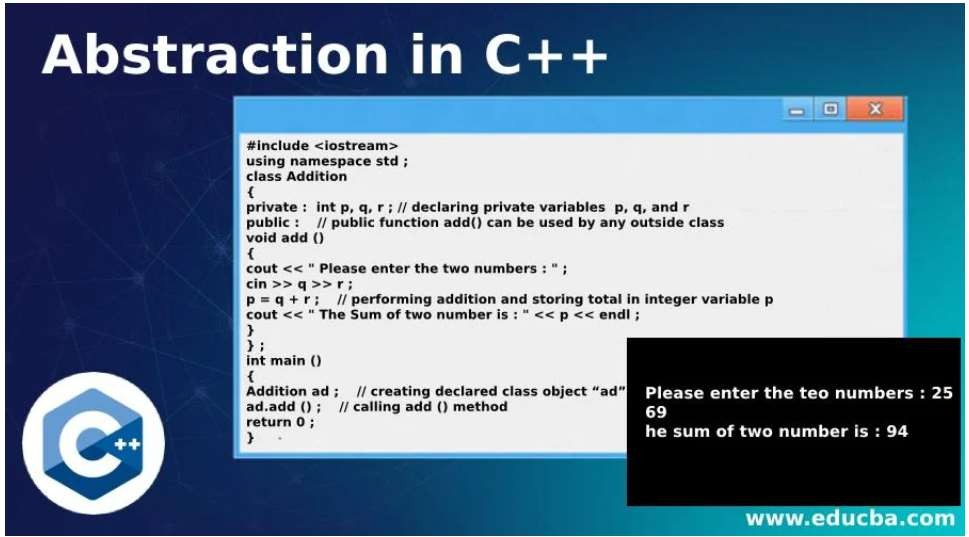 Abstraction in C++
#include <iostream>
using namespace std ;
class Addition
{
private :  int p, q, r ; // declaring private variables  p, q, and r
public :   // public function add() can be used by any outside class
void add ()
{
cout << " Please enter the two numbers : " ;
cin >> q >> r ;
p = q + r ;   // performing addition and storing total in integer variable p
cout << " The Sum of two number is : " << p << endl ;
}
} ;
int main ()
{
Addition ad ;   // creating declared class object “ad”
ad.add () ;   // calling add () method
return 0 ;
}
Please enter the teo numbers : 25
69
he sum of two number is : 94
C++
www.educba.com